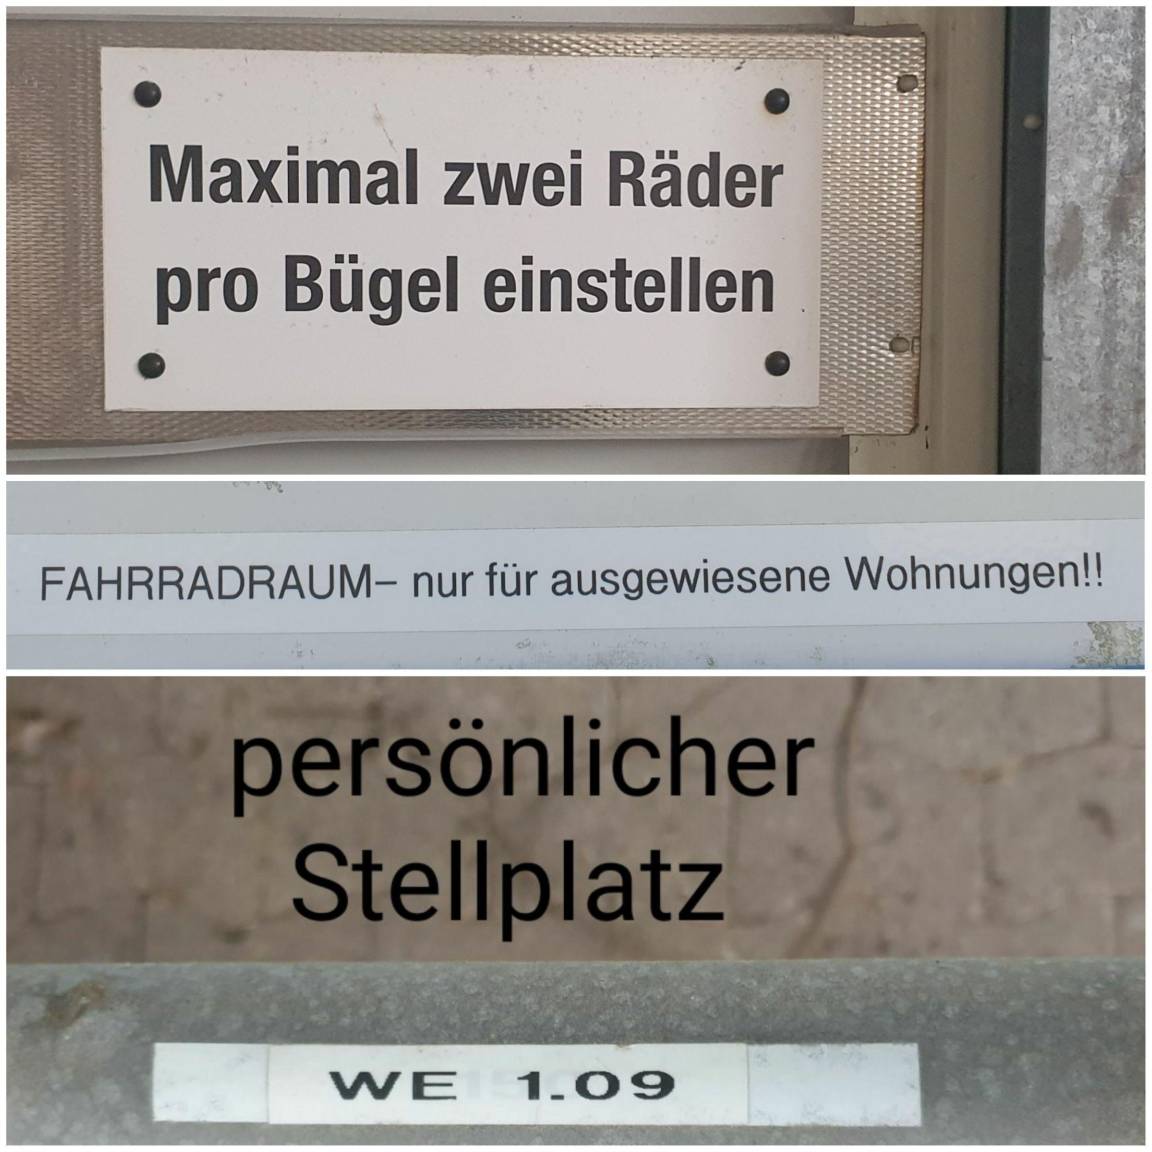 Maximal zwei Räder
pro Bügel einstellen
FAHRRADRAUM– nur für ausgewiesene Wohnungen!!
persönlicher
Stellplatz
WE 1.09